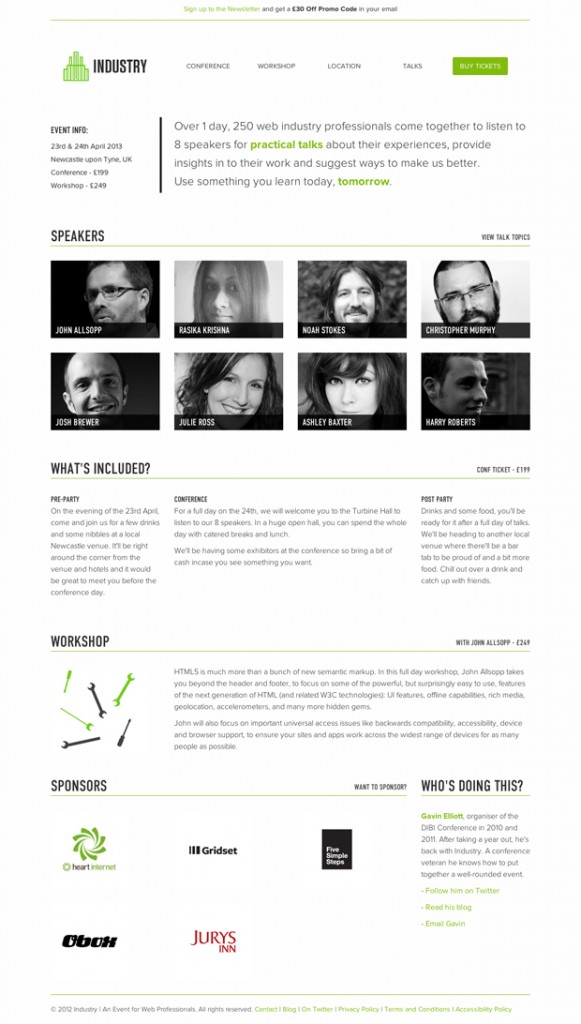 Sign up to the Newsletter and get a £30 Off Promo Code in your email
INDUSTRY
CONFERENCE
WORKSHOP
LOCATION
TALKS
BUY TICKETS
EVENT INFO:
23rd & 24th April 2013
Newcastle upon Tyne, UK
Conference - £199
Workshop - £249
Over 1 day, 250 web industry professionals come together to listen to
8 speakers for practical talks about their experiences, provide
insights in to their work and suggest ways to make us better.
Use something you learn today, tomorrow.
SPEAKERS
VIEW TALK TOPICS
JOHN ALLSOPP
RASIKA KRISHNA
NOAH STOKES
CHRISTOPHER MURPHY
JOSH BREWER
JULIE ROSS
ASHLEY BAXTER
HARRY ROBERTS
WHAT'S INCLUDED?
CONF TICKET - £199
PRE-PARTY
On the evening of the 23rd April,
come and join us for a few drinks
and some nibbles at a local
Newcastle venue. It'll be right
around the corner from the
venue and hotels and it would
be great to meet you before the
conference day.
CONFERENCE
For a full day on the 24th, we will welcome you to the Turbine Hall to
listen to our 8 speakers. In a huge open hall, you can spend the whole
day with catered breaks and lunch.
We'll be having some exhibitors at the conference so bring a bit of
cash incase you see something you want.
POST PARTY
Drinks and some food, you'll be
ready for it after a full day of talks.
We'll be heading to another local
venue where there'll be a bar
tab to be proud of and a bit more
food. Chill out over a drink and
catch up with friends.
WORKSHOP
WITH JOHN ALLSOPP - £249
HTML5 is much more than a bunch of new semantic markup. In this full day workshop, John Allsopp takes
you beyond the header and footer, to focus on some of the powerful, but surprisingly easy to use, features
of the next generation of HTML (and related W3C technologies): UI features, offline capabilities, rich media,
geolocation, accelerometers, and many more hidden gems.
John will also focus on important universal access issues like backwards compatibility, accessibility, device
and browser support, to ensure your sites and apps work across the widest range of devices for as many
people as possible.
SPONSORS
WANT TO SPONSOR?
heart internet
Gridset
Five
Simple
Steps
Obox
JURYS
INN
WHO'S DOING THIS?
Gavin Elliott, organiser of the
DIBI Conference in 2010 and
2011. After taking a year out, he's
back with Industry. A conference
veteran he knows how to put
together a well-rounded event.
- Follow him on Twitter
- Read his blog
- Email Gavin
© 2012 Industry | An Event for Web Professionals. All rights reserved. Contact | Blog | On Twitter | Privacy Policy | Terms and Conditions | Accessibility Policy